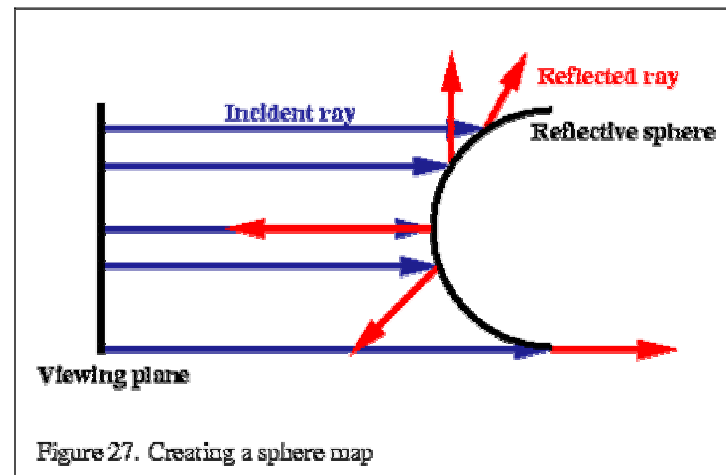 Reflected ray
Incident ray
Reflective sphere
Viewing plane
Figure 27. Creating a sphere map